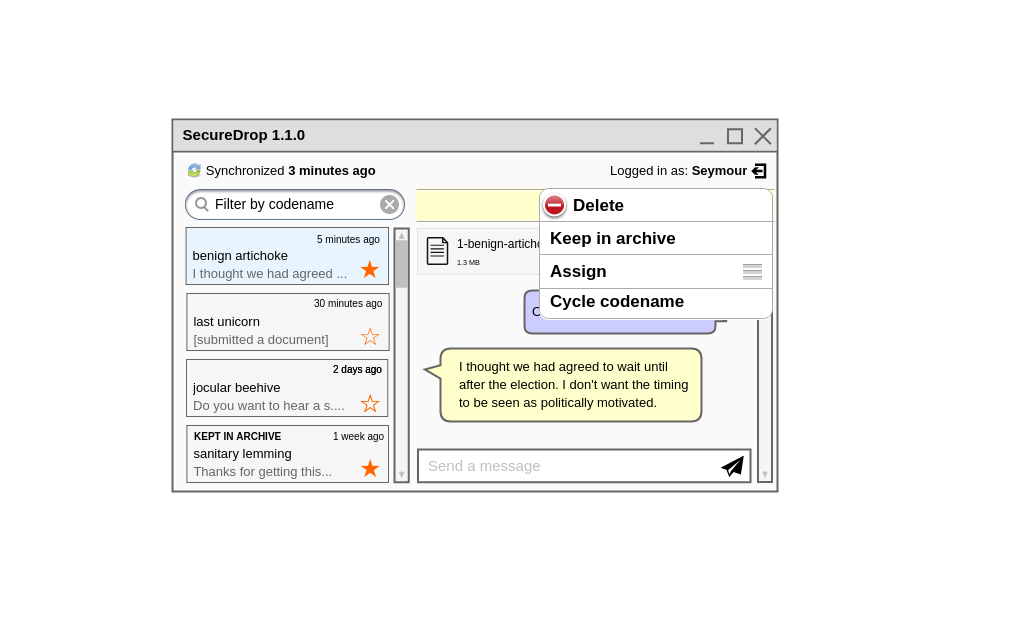 SecureDrop 1.1.0
Synchronized 3 minutes ago
Logged in as: Seymour
Filter by codename
5 minutes ago
benign artichoke
I thought we had agreed ...
30 minutes ago
last unicorn
[submitted a document]
2 days ago
jocular beehive
Do you want to hear a s....
KEPT IN ARCHIVE 1 week ago
sanitary lemming
Thanks for getting this...
Delete
Keep in archive
Assign
Cycle codename
1-benign-artich
1.3 MB
I thought we had agreed to wait until
after the election. I don't want the timing
to be seen as politically motivated.
Send a message